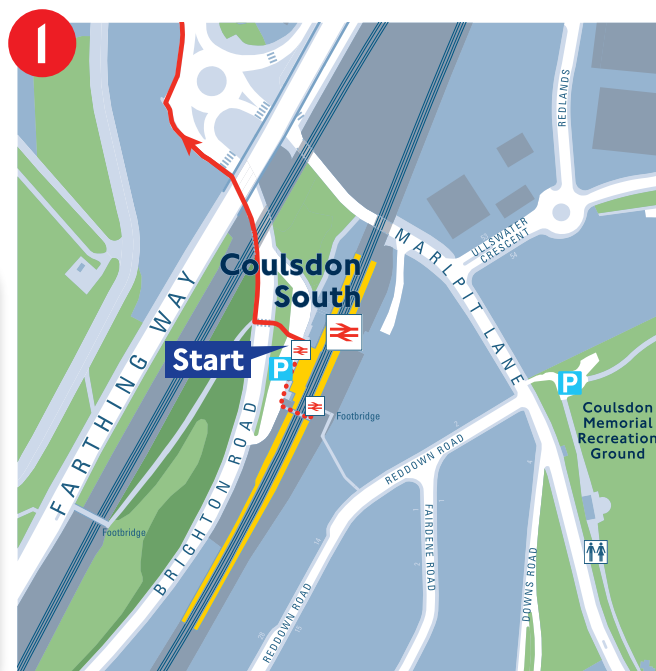 1
REDLANDS
ULLSWATER
CRESCENT
MARLPIT LANE
Coulsdon
South
FARTHING WAY
Start
P
P
Coulsdon
Memorial
Recreation
Ground
Footbridge
REDDOWN ROAD
BRIGHTON ROAD
Footbridge
FAIRDENE ROAD
DOWNS ROAD
REDDOWN ROAD